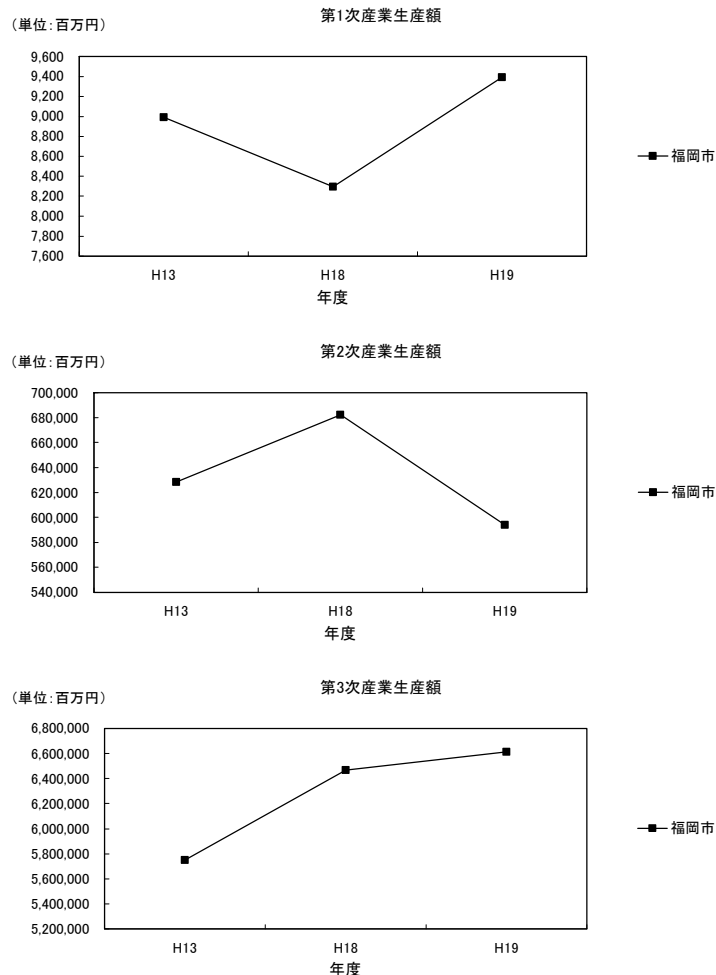 第1次産業生産額
（単位：百万円）
9,600
9,400
9,200
9,000
8,800
8,600
8,400
8,200
8,000
7,800
7,600
H13
H18
H19
年度
福岡市
第2次産業生産額
（単位：百万円）
700,000
680,000
660,000
640,000
620,000
600,000
580,000
560,000
540,000
H13
H18
H19
年度
福岡市
第3次産業生産額
（単位：百万円）
6,800,000
6,600,000
6,400,000
6,200,000
6,000,000
5,800,000
5,600,000
5,400,000
5,200,000
H13
H18
H19
年度
福岡市